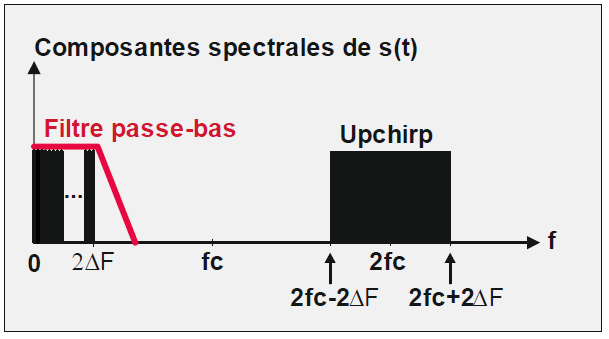 Composantes spectrales de s(t)
Filtre passe-bas
Upchirp
...
f
0 2ΔF fc 2fc
2fc-2ΔF 2fc+2ΔF